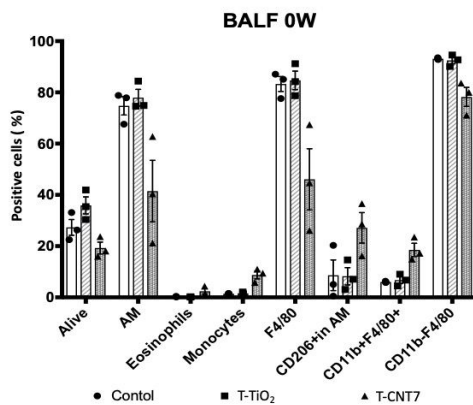 BALF 0W
Positive cells (%)
100
80
60
40
20
0
Alive
AM
Eosinophils
Monocytes
F4/80
CD206+in AM
CD11b+F4/80+
CD11b-F4/80
Contol
T-TiO₂
T-CNT7